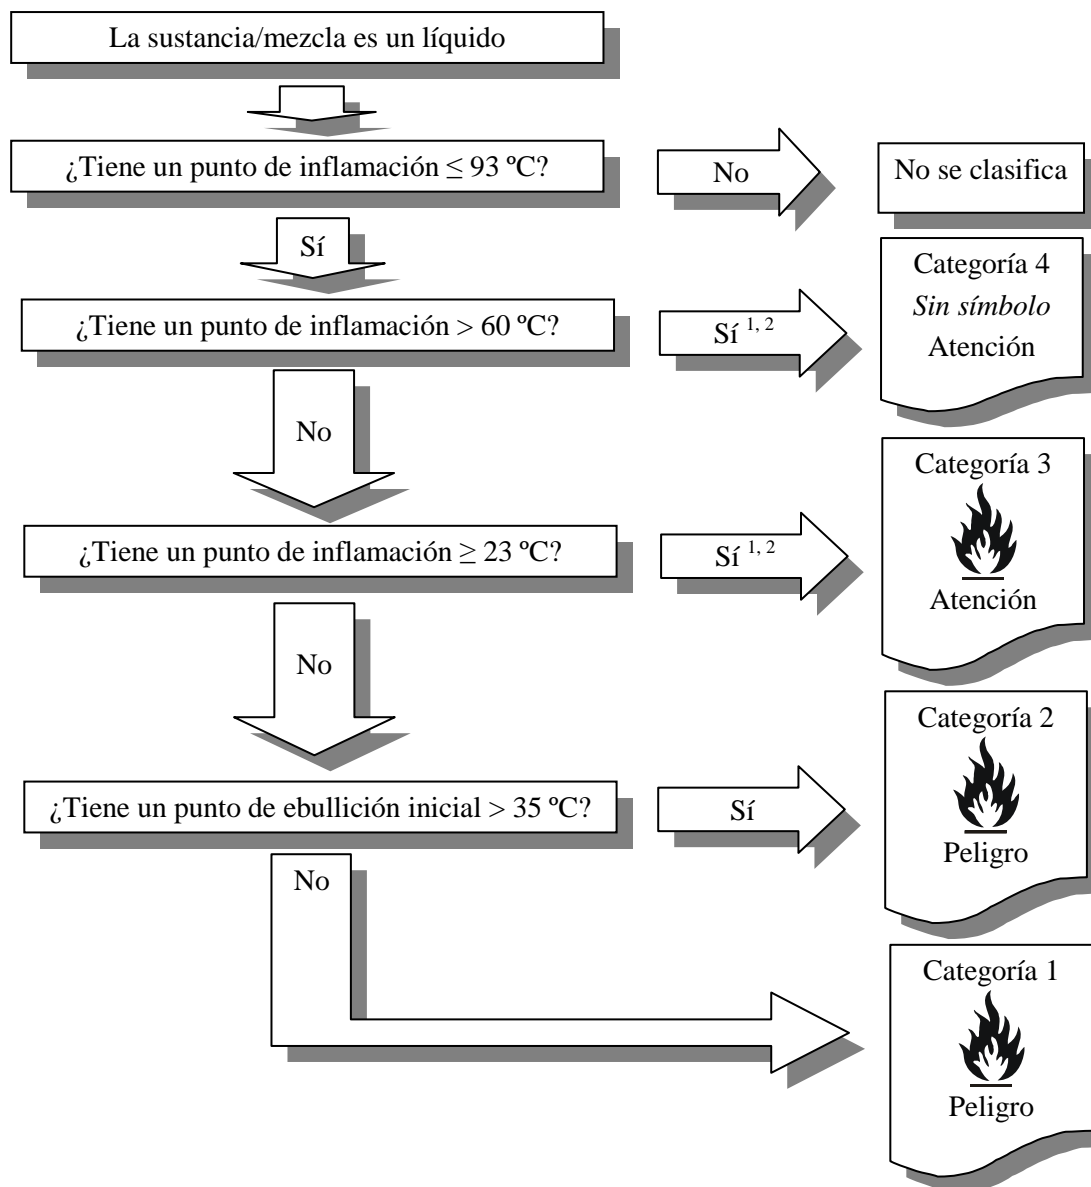 La sustancia/mezcla es un líquido
¿Tiene un punto de inflamación ≤ 93 ºC?
No
No se clasifica
Sí
¿Tiene un punto de inflamación > 60 ºC?
Sí 1, 2
Categoría 4
Sin símbolo
Atención
No
¿Tiene un punto de inflamación ≥ 23 ºC?
Sí 1, 2
Categoría 3
Atención
No
¿Tiene un punto de ebullición inicial > 35 ºC?
Sí
Categoría 2
Peligro
No
Categoría 1
Peligro